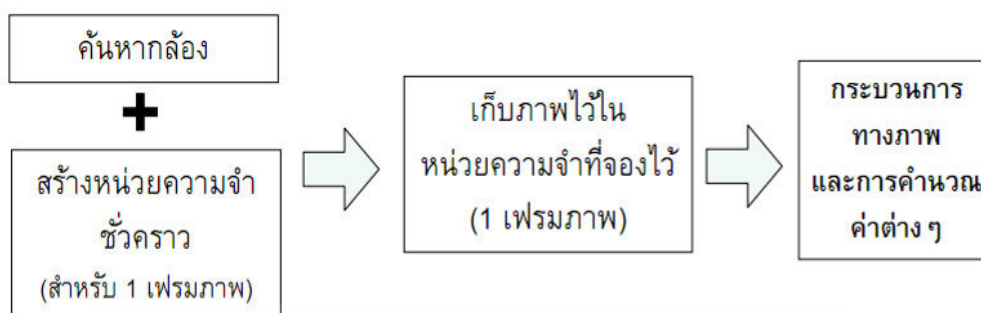 ค้นหากล้อง
+
สร้างหน่วยความจำ
ชั่วคราว
(สำหรับ 1 เฟรมภาพ)
เก็บภาพไว้ใน
หน่วยความจำที่จองไว้
(1 เฟรมภาพ)
กระบวนการ
ทางภาพ
และการคำนวณ
ค่าต่าง ๆ